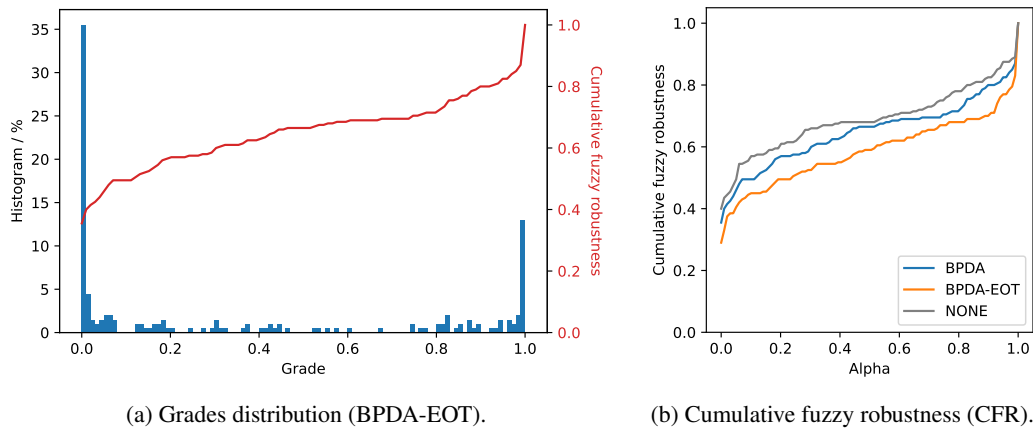 35
30
25
20
15
10
5
0
Histogram / %
0.0 0.2 0.4 0.6 0.8 1.0
Grade
1.0
0.8
0.6
0.4
0.2
0.0
Cumulative fuzzy robustness
(a) Grades distribution (BPDA-EOT).
1.0
0.8
0.6
0.4
0.2
0.0
Cumulative fuzzy robustness
BPDA
BPDA-EOT
NONE
0.0 0.2 0.4 0.6 0.8 1.0
Alpha
(b) Cumulative fuzzy robustness (CFR).